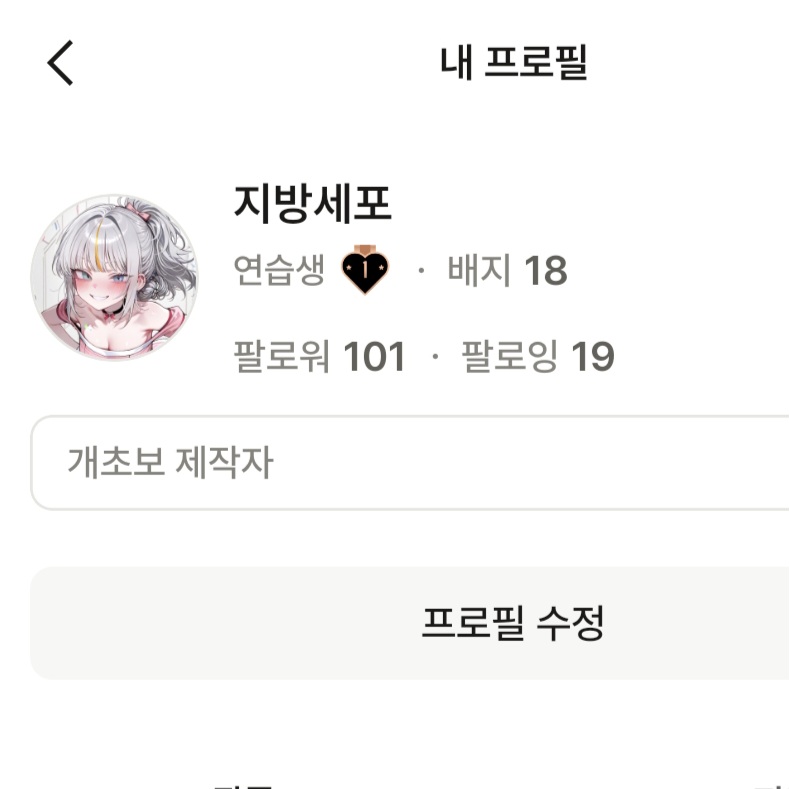 내 프로필
지방세포
연습생 1 · 배지 18
팔로워 101 · 팔로잉 19
개초보 제작자
프로필 수정